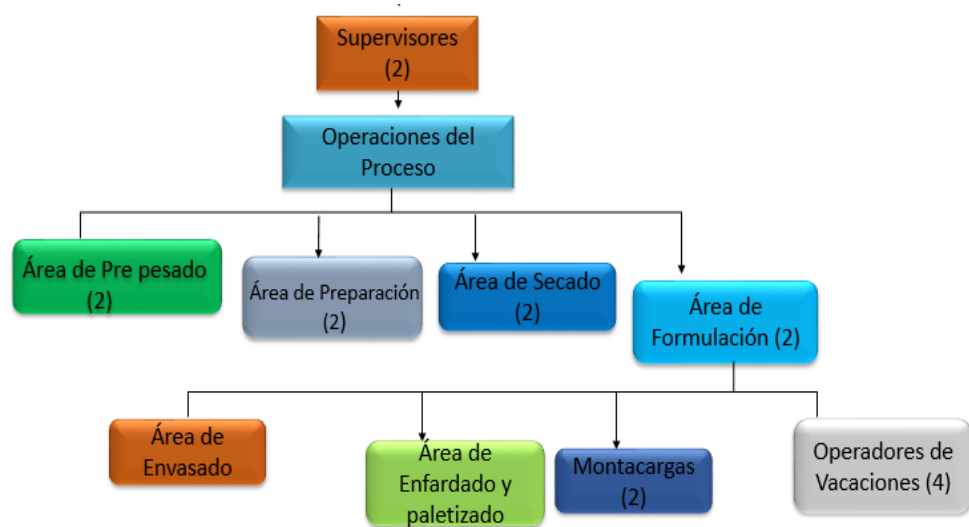 Supervisores
(2)
Operaciones del
Proceso
Área de Pre pesado
(2)
Área de Preparación
(2)
Área de Secado
(2)
Área de
Formulación (2)
Área de
Envasado
Área de
Enfardado y
paletizado
Montacargas
(2)
Operadores de
Vacaciones (4)